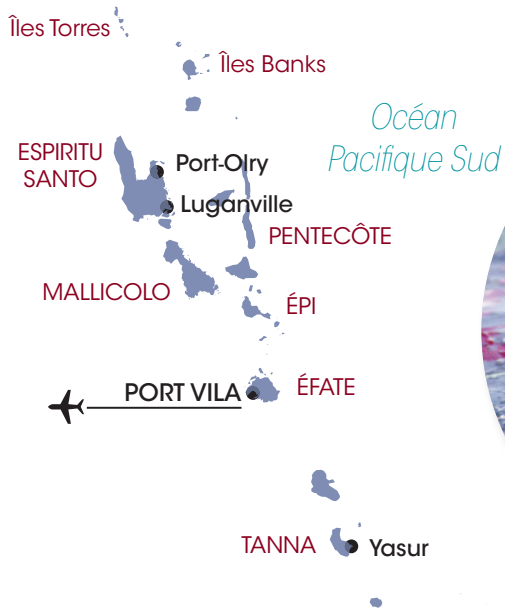 Îles Torres
Îles Banks
Océan
Pacifique Sud
ESPIRITU
SANTO
Port-Olry
Luganville
PENTECÔTE
MALLICOLO
ÉPI
PORT VILA
ÉFATE
TANNA
Yasur